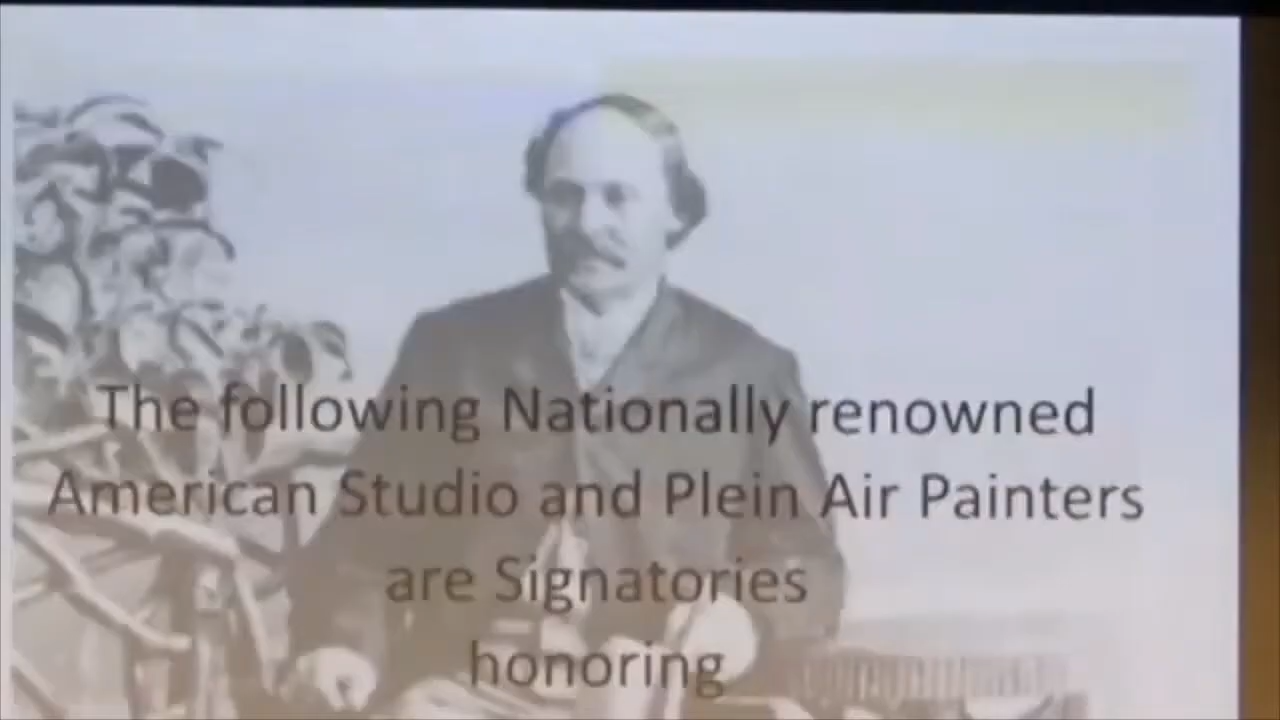 The following Nationally renowned
American Studio and Plein Air Painters
are Signatories
honoring